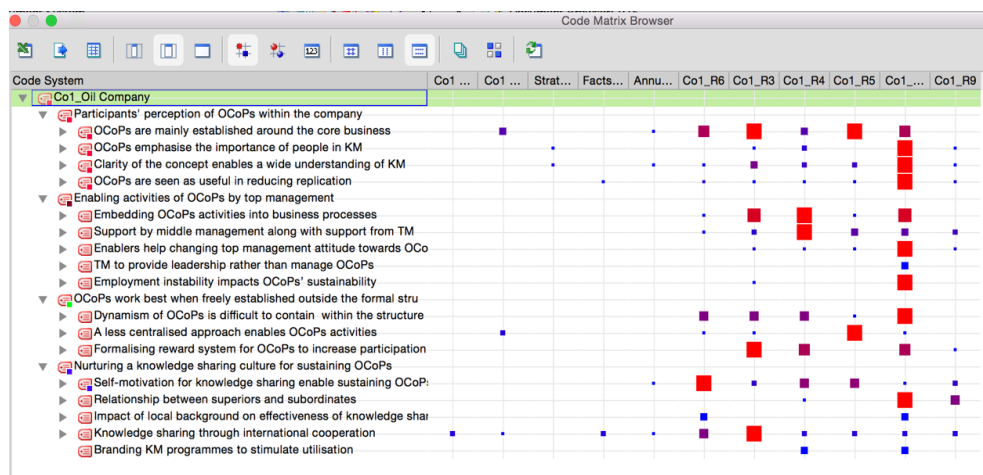 Code Matrix Browser
123
Code System Co1 ... Co1 ... Strat... Facts... Annu... Co1_R6 Co1_R3 Co1_R4 Co1_R5 Co1_... Co1_R9
Co1_Oil Company
Participants' perception of OCoPs within the company
OCoPs are mainly established around the core business
OCoPs emphasise the importance of people in KM
Clarity of the concept enables a wide understanding of KM
OCoPs are seen as useful in reducing replication
Enabling activities of OCoPs by top management
Embedding OCoPs activities into business processes
Support by middle management along with support from TM
Enablers help changing top management attitude towards OCo
TM to provide leadership rather than manage OCoPs
Employment instability impacts OCoPs' sustainability
OCoPs work best when freely established outside the formal stru
Dynamism of OCoPs is difficult to contain within the structure
A less centralised approach enables OCoPs activities
Formalising reward system for OCoPs to increase participation
Nurturing a knowledge sharing culture for sustaining OCoPs
Self-motivation for knowledge sharing enable sustaining OCoP
Relationship between superiors and subordinates
Impact of local background on effectiveness of knowledge shar
Knowledge sharing through international cooperation
Branding KM programmes to stimulate utilisation